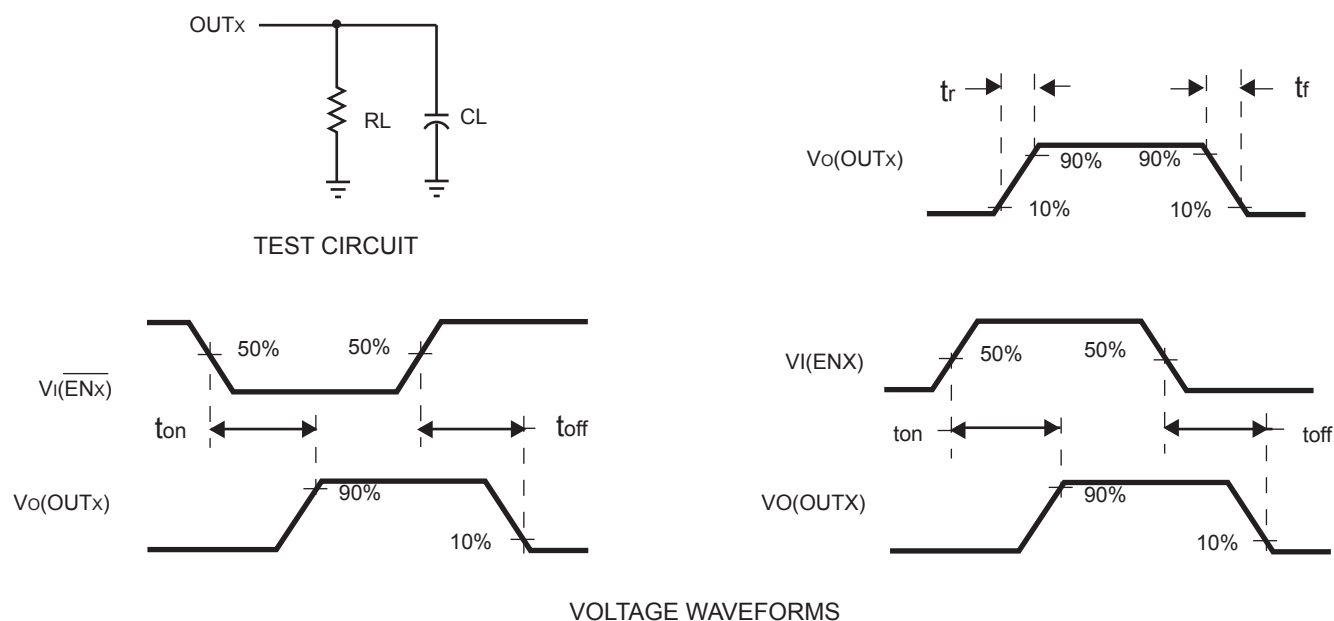 OUTx
RL
CL
TEST CIRCUIT
tr
tf
VO(OUTx)
90%
90%
10%
10%
50%
50%
VI(ENx)
ton
toff
VO(OUTx)
90%
10%
50%
50%
VI(ENX)
ton
toff
VO(OUTX)
90%
10%
VOLTAGE WAVEFORMS